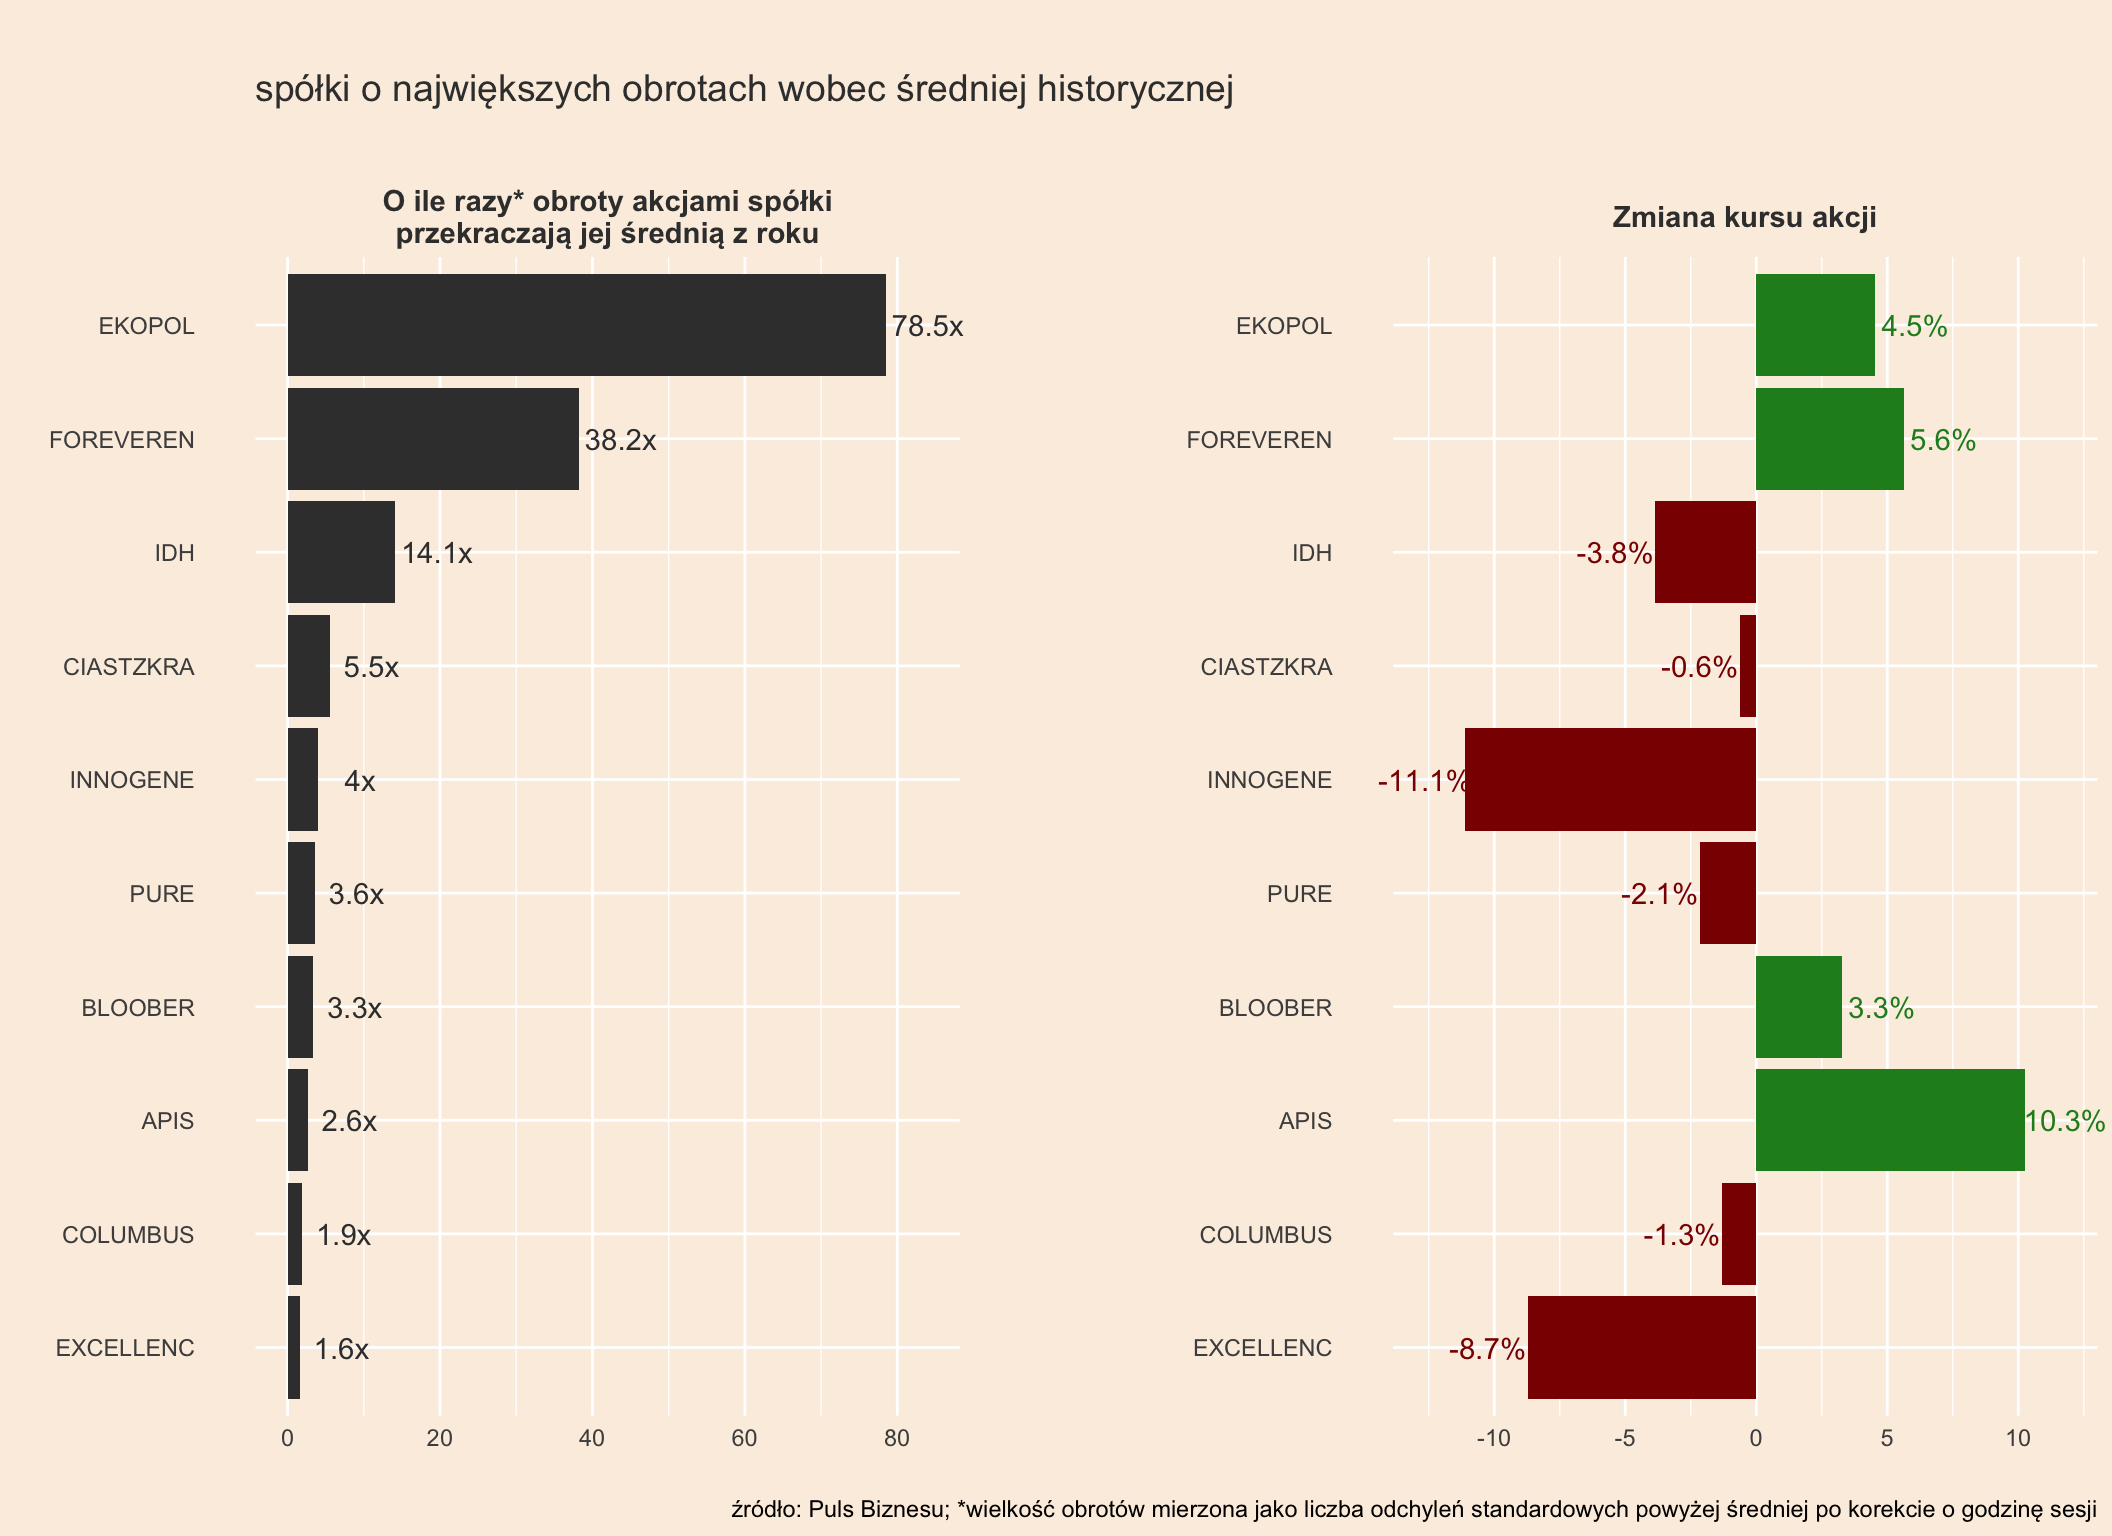 spółki o największych obrotach wobec średniej historycznej
O ile razy* obroty akcjami spółki
przekraczają jej średnią z roku
EKOPOL
78.5x
FOREVEREN
38.2x
IDH
14.1x
CIASTZKRA
5.5x
INNOGENE
4x
PURE
3.6x
BLOOBER
3.3x
APIS
2.6x
COLUMBUS
1.9x
EXCELLENC
1.6x
0 20 40 60 80
Zmiana kursu akcji
EKOPOL
4.5%
FOREVEREN
5.6%
IDH
-3.8%
CIASTZKRA
-0.6%
INNOGENE
-11.1%
PURE
-2.1%
BLOOBER
3.3%
APIS
10.3%
COLUMBUS
-1.3%
EXCELLENC
-8.7%
-10 -5 0 5 10
źródło: Puls Biznesu; *wielkość obrotów mierzona jako liczba odchyleń standardowych powyżej średniej po korekcie o godzinę sesji